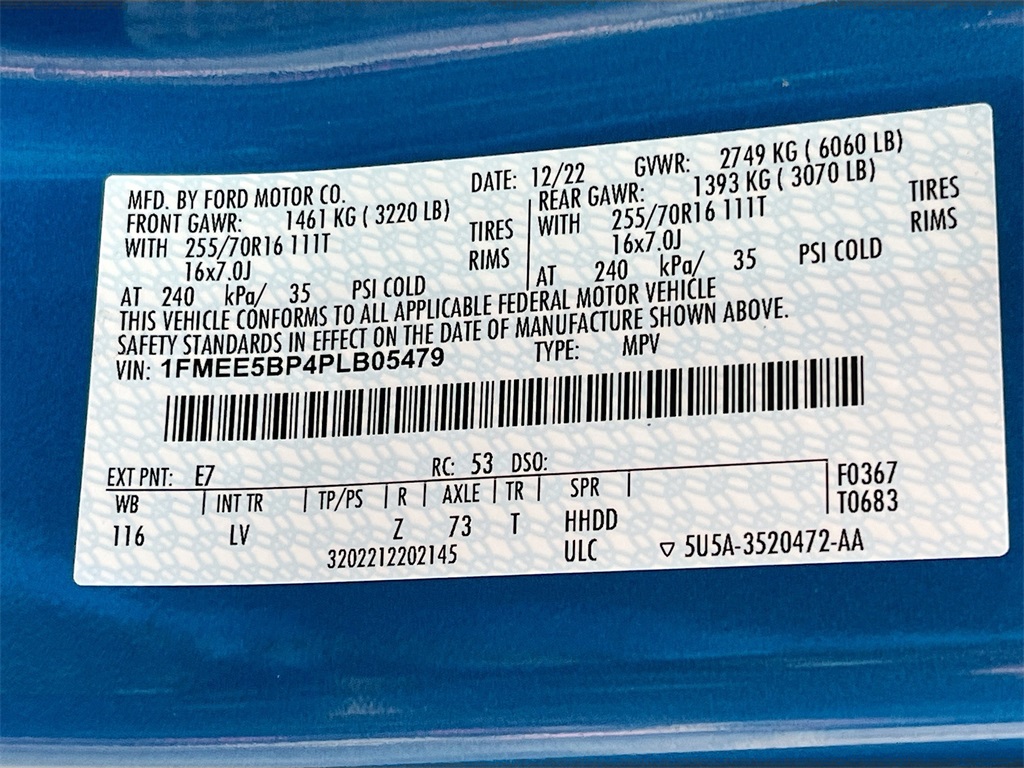 MFD. BY FORD MOTOR CO. DATE: 12/22 GVWR: 2749 KG ( 6060 LB)
FRONT GAWR: 1461 KG ( 3220 LB) REAR GAWR: 1393 KG ( 3070 LB)
WITH 255/70R16 111T TIRES WITH 255/70R16 111T TIRES
16x7.0J RIMS 16x7.0J RIMS
AT 240 kPa/ 35 PSI COLD AT 240 kPa/ 35 PSI COLD
THIS VEHICLE CONFORMS TO ALL APPLICABLE FEDERAL MOTOR VEHICLE
SAFETY STANDARDS IN EFFECT ON THE DATE OF MANUFACTURE SHOWN ABOVE.
VIN: 1FMEE5BP4PLB05479 TYPE: MPV
EXT PNT: E7 RC: 53 DSO:
WB INT TR TP/PS R AXLE TR SPR F0367
116 LV Z 73 T HHDD T0683
3202212202145 ULC ▽ 5U5A-3520472-AA